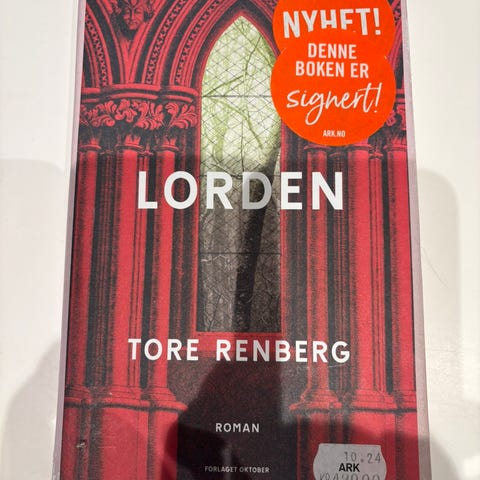 NYHET!
DENNE
BOKEN ER
signert!
ARK.NO
LORDEN
TORE RENBERG
ROMAN
FORLAGET OKTOBER
10.24
ARK